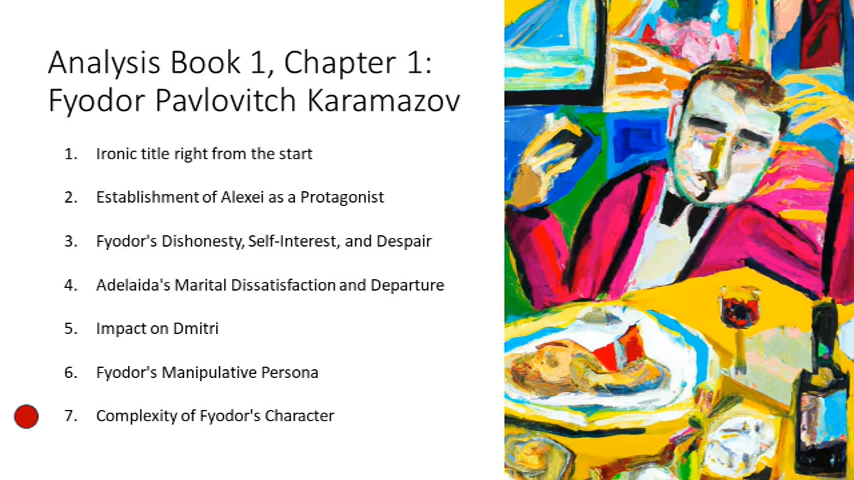 Analysis Book 1, Chapter 1:
Fyodor Pavlovitch Karamazov
1. Ironic title right from the start
2. Establishment of Alexei as a Protagonist
3. Fyodor's Dishonesty, Self-Interest, and Despair
4. Adelaida's Marital Dissatisfaction and Departure
5. Impact on Dmitri
6. Fyodor's Manipulative Persona
7. Complexity of Fyodor's Character